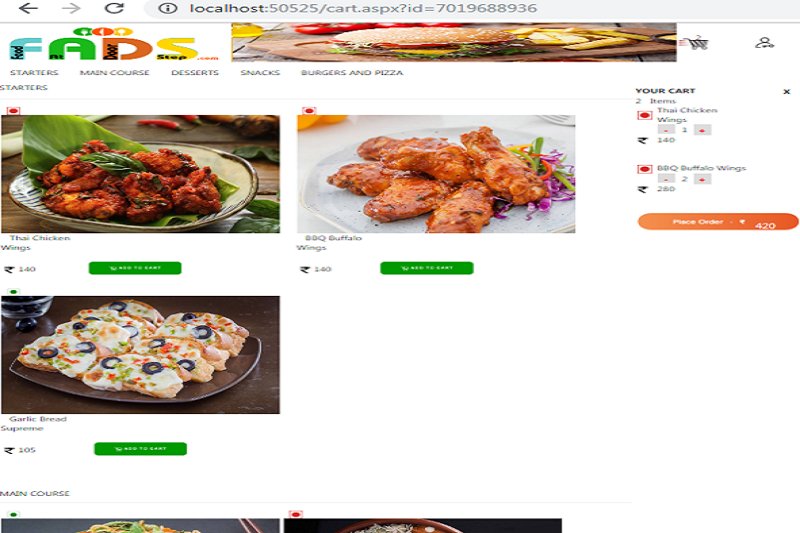 localhost:50525/cart.aspx?id=7019688936
Food FADS At Door Step .com
STARTERS MAIN COURSE DESSERTS SNACKS BURGERS AND PIZZA
STARTERS
Thai Chicken
Wings
₹ 140 ADD TO CART
BBQ Buffalo
Wings
₹ 140 ADD TO CART
Garlic Bread
Supreme
₹ 105 ADD TO CART
MAIN COURSE
YOUR CART ×
2 Items
Thai Chicken
Wings
- 1 +
₹ 140
BBQ Buffalo Wings
- 2 +
₹ 280
Place Order - ₹ 420